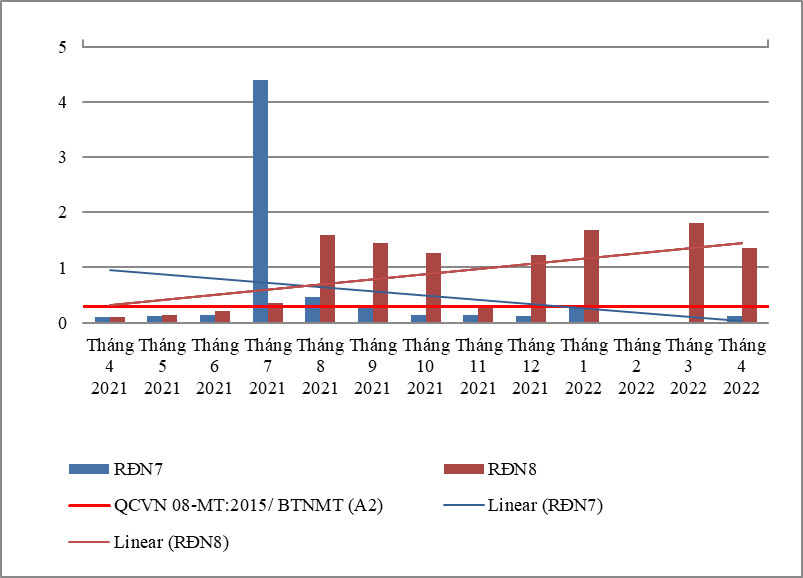 5
4
3
2
1
0
Tháng Tháng Tháng Tháng Tháng Tháng Tháng Tháng Tháng Tháng Tháng Tháng Tháng
4 5 6 7 8 9 10 11 12 1 2 3 4
2021 2021 2021 2021 2021 2021 2021 2021 2021 2022 2022 2022 2022
RĐN7 RĐN8
QCVN 08-MT:2015/ BTNMT (A2) Linear (RĐN7)
Linear (RĐN8)